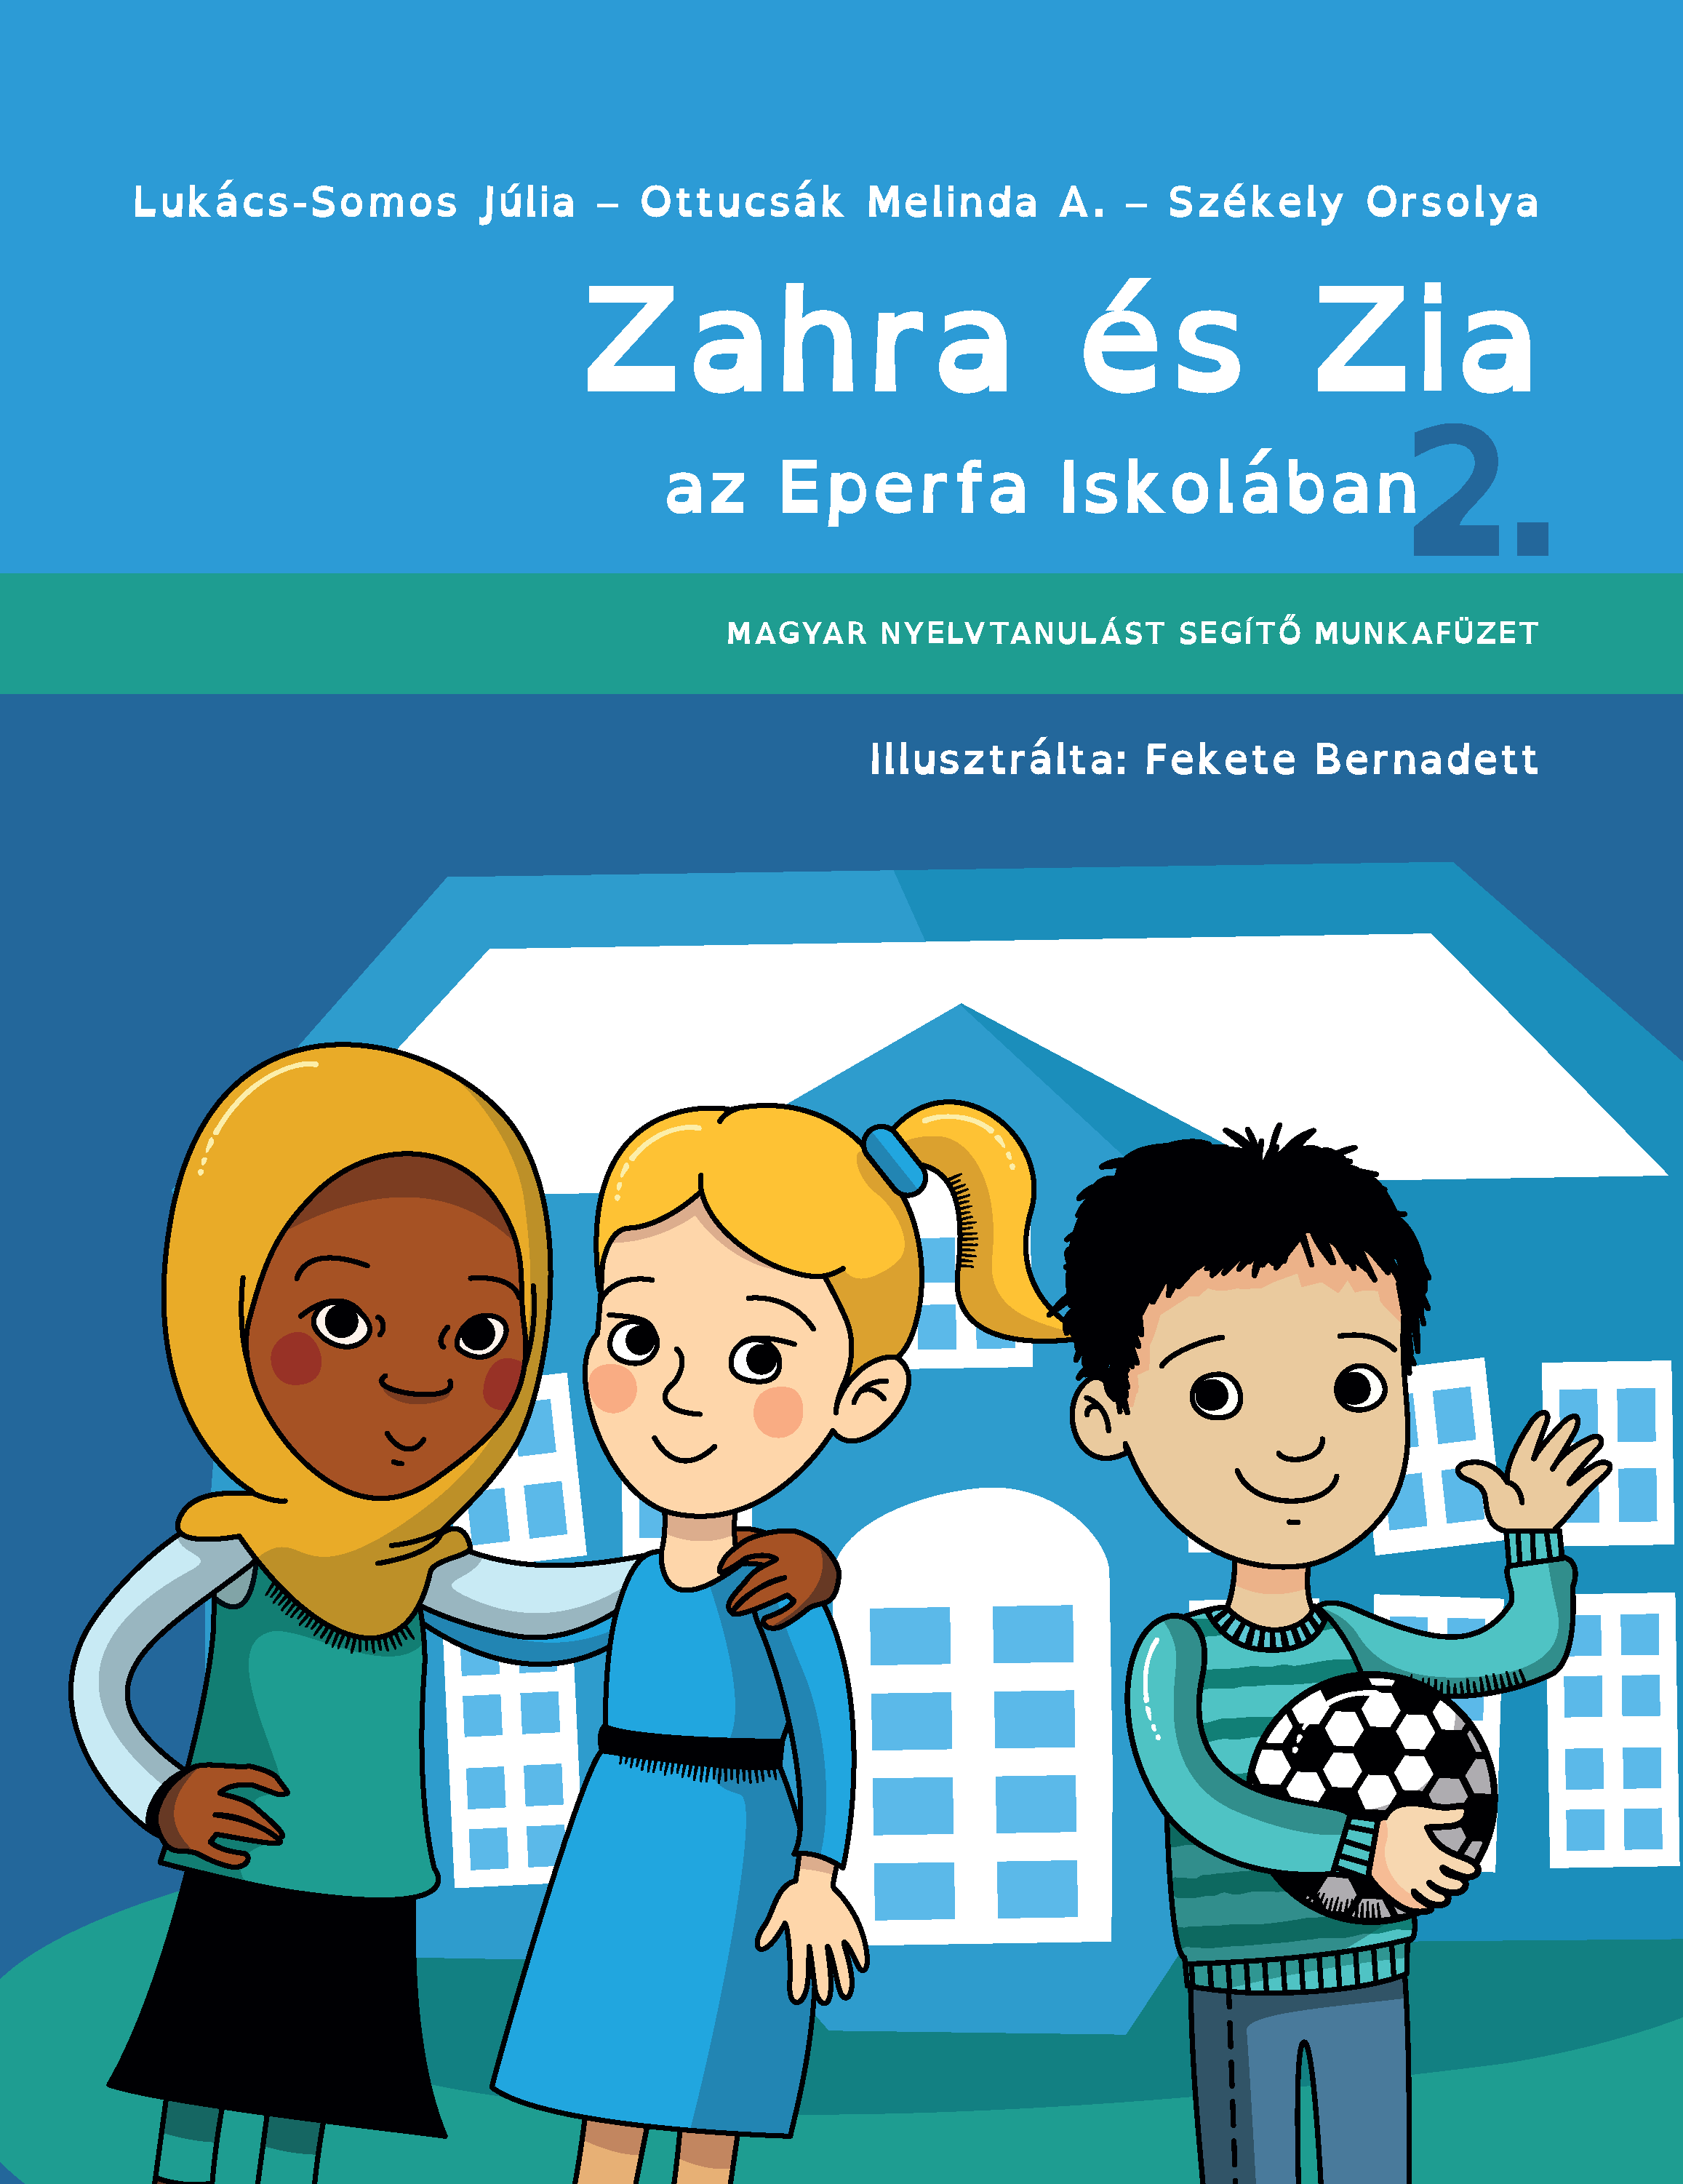 Lukács-Somos Júlia – Ottucsák Melinda A. – Székely Orsolya
Zahra és Zia
az Eperfa Iskolában 2.
MAGYAR NYELVTANULÁST SEGÍTŐ MUNKAFÜZET
Illusztrálta: Fekete Bernadett